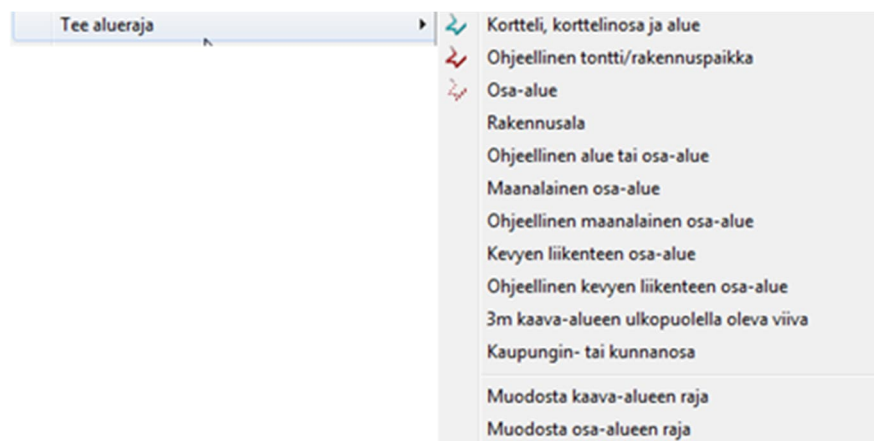 Tee alueraja
Kortteli, korttelinosa ja alue
Ohjeellinen tontti/rakennuspaikka
Osa-alue
Rakennusala
Ohjeellinen alue tai osa-alue
Maanalainen osa-alue
Ohjeellinen maanalainen osa-alue
Kevyen liikenteen osa-alue
Ohjeellinen kevyen liikenteen osa-alue
3m kaava-alueen ulkopuolella oleva viiva
Kaupungin- tai kunnanosa
Muodosta kaava-alueen raja
Muodosta osa-alueen raja